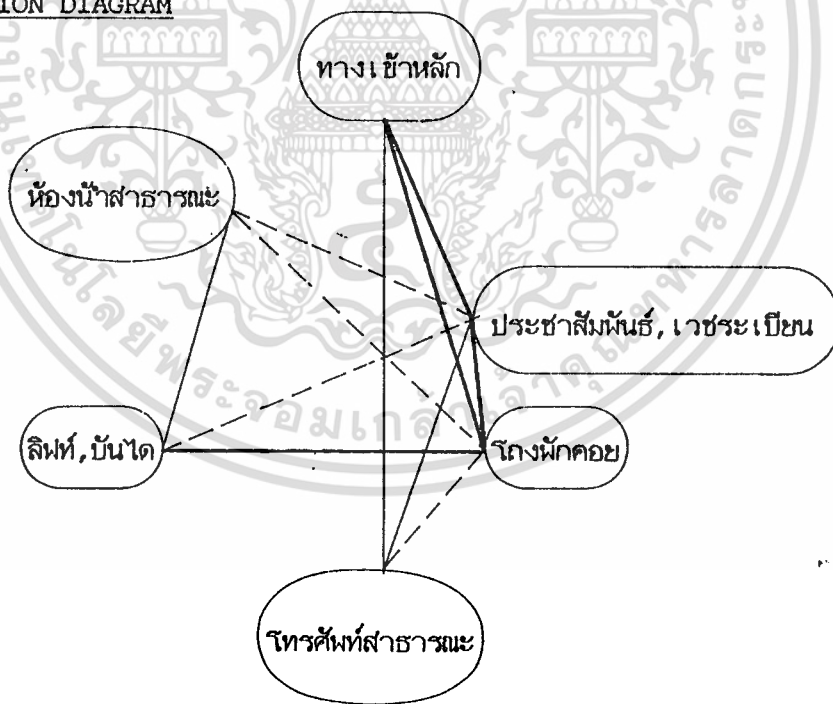 ION DIAGRAM
ทางเข้าหลัก
ห้องน้ำสาธารณะ
ประชาสัมพันธ์,เวชระเบียน
ลิฟท์,บันได
โถงพักคอย
โทรศัพท์สาธารณะ